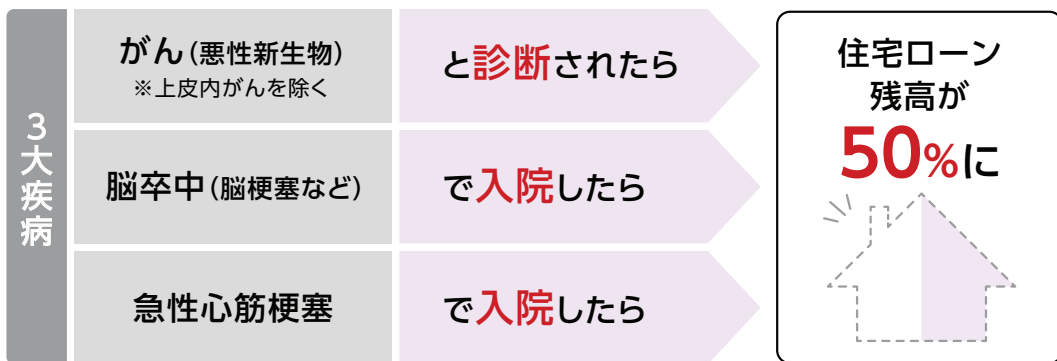 3大疾病
がん(悪性新生物)
※上皮内がんを除く
と診断されたら
脳卒中(脳梗塞など)
で入院したら
急性心筋梗塞
で入院したら
住宅ローン
残高が
50%に